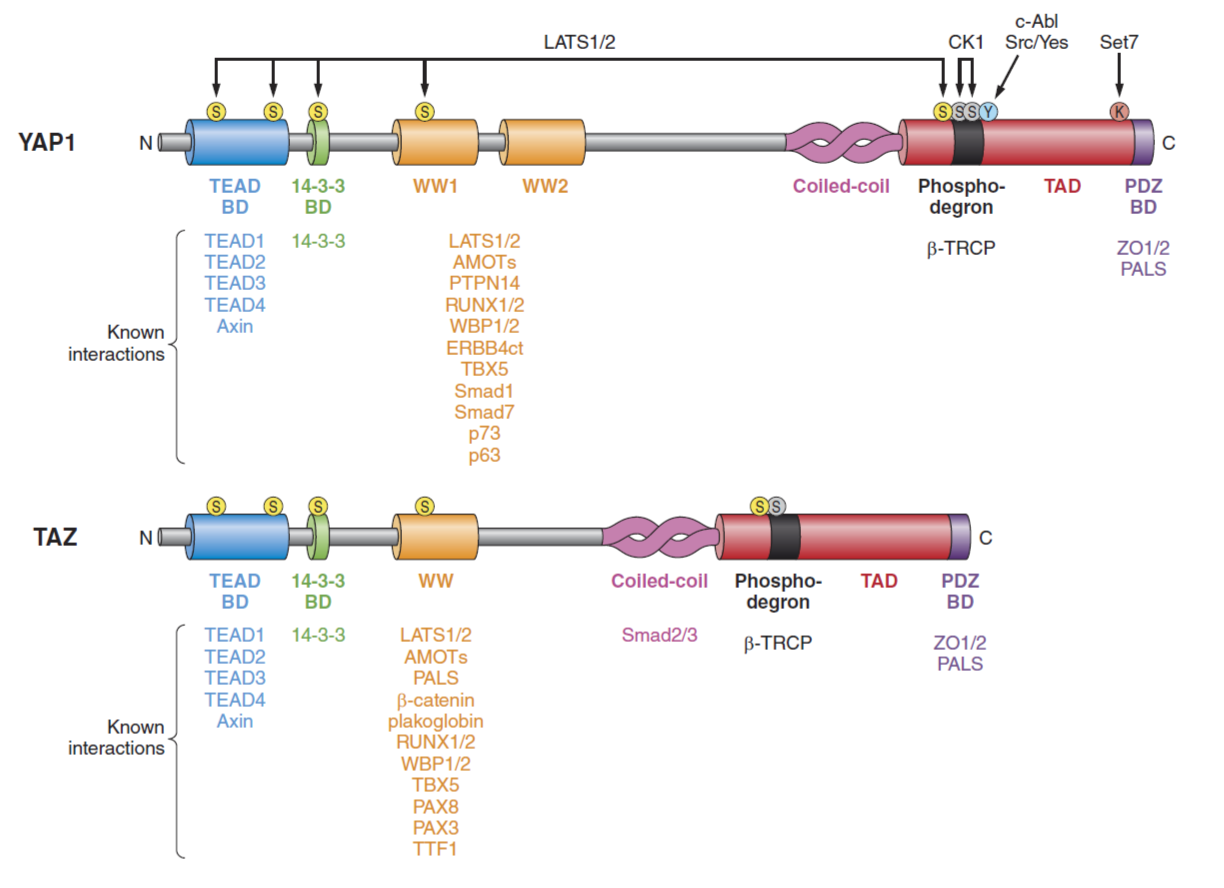 c-Abl
LATS1/2 CK1 Src/Yes Set7
S S S S S S S Y K
YAP1 N C
TEAD 14-3-3 WW1 WW2 Coiled-coil Phospho- TAD PDZ
BD BD degron BD
TEAD1 14-3-3 LATS1/2 β-TRCP ZO1/2
TEAD2 AMOTs PALS
TEAD3 PTPN14
TEAD4 RUNX1/2
Axin WBP1/2
Known ERBB4ct
interactions TBX5
Smad1
Smad7
p73
p63
S S S S S S
TAZ N C
TEAD 14-3-3 WW Coiled-coil Phospho- TAD PDZ
BD BD degron BD
TEAD1 14-3-3 LATS1/2 Smad2/3 β-TRCP ZO1/2
TEAD2 AMOTs PALS
TEAD3 PALS
TEAD4 β-catenin
Axin plakoglobin
Known RUNX1/2
interactions WBP1/2
TBX5
PAX8
PAX3
TTF1